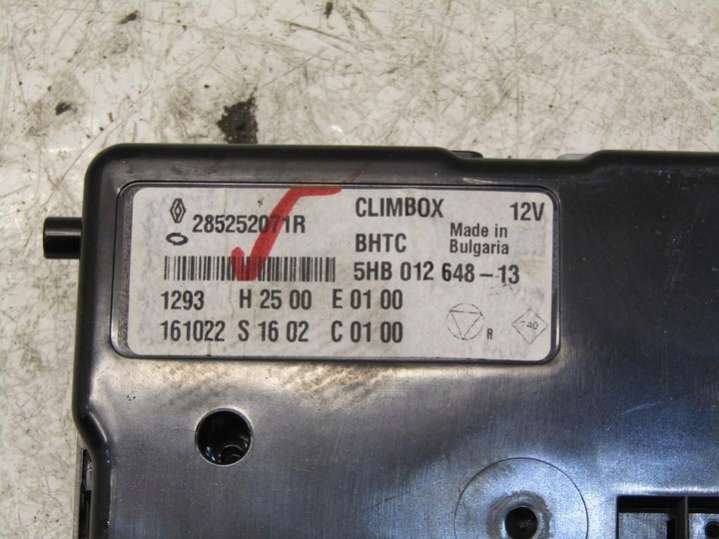 285252071R CLIMBOX 12V
BHTC Made in Bulgaria
5HB 012 648-13
1293 H 25 00 E 01 00
161022 S 16 02 C 01 00
R
40